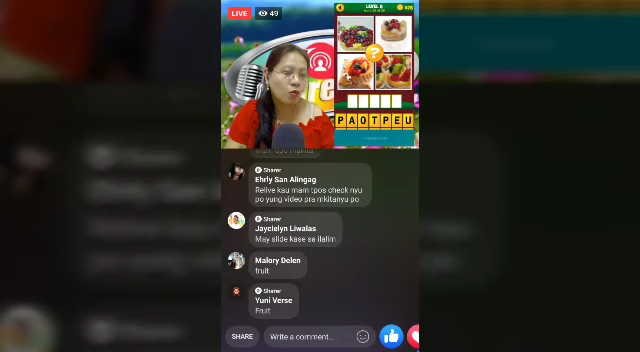 LIVE
49
LEVEL 6
PAOTPEU
Sharer
Ehrly San Alingag
Relive kau mam tpos check nyu
po yung video pra mkitanyu po
Sharer
Jaycielyn Liwalas
May slide kase sa ilalim
Malory Delen
fruit
Sharer
Yuni Verse
Fruit
SHARE
Write a comment...